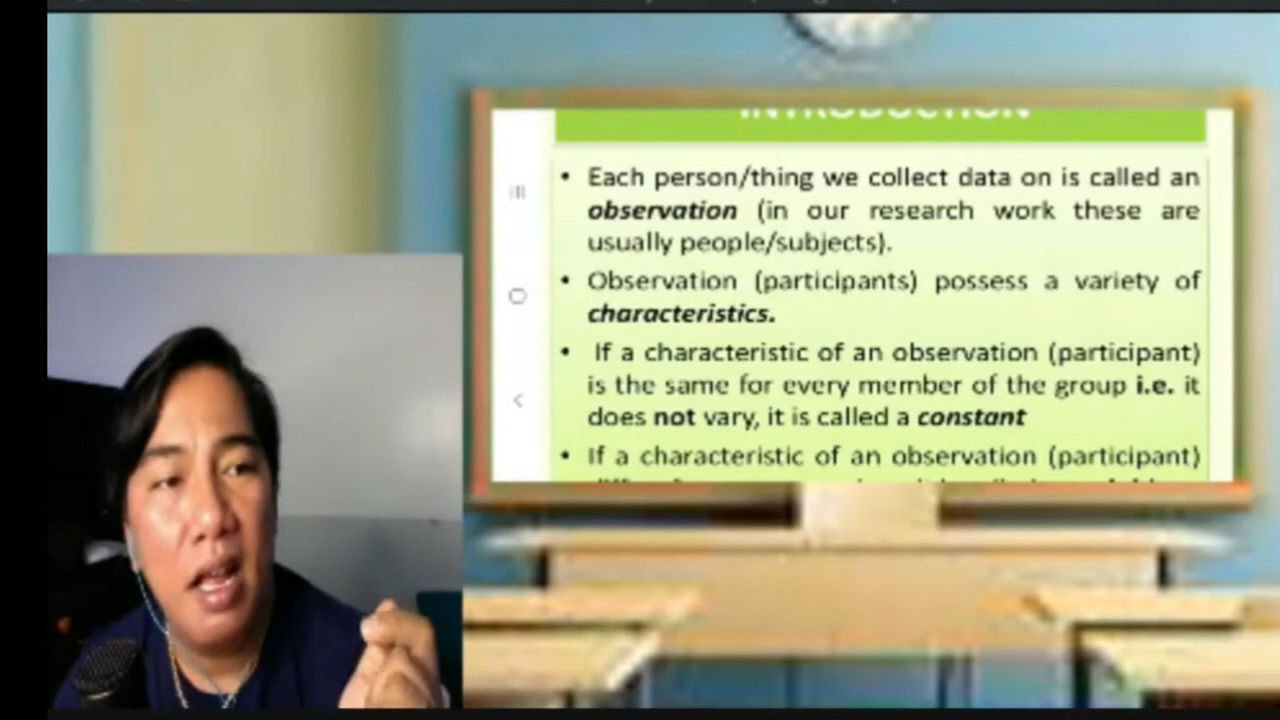 INTRODUCTION
• Each person/thing we collect data on is called an
observation (in our research work these are
usually people/subjects).
• Observation (participants) possess a variety of
characteristics.
• If a characteristic of an observation (participant)
is the same for every member of the group i.e. it
does not vary, it is called a constant
• If a characteristic of an observation (participant)